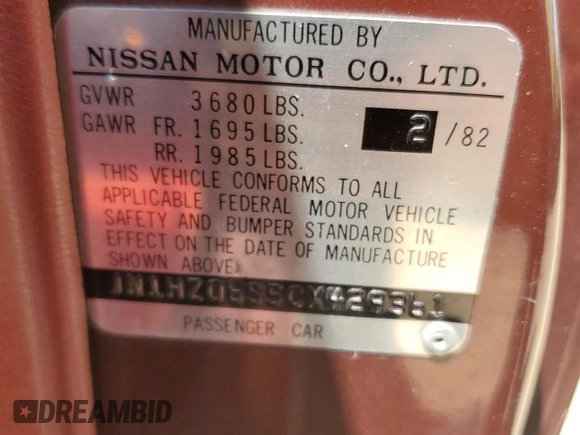 MANUFACTURED BY
NISSAN MOTOR CO., LTD.
GVWR 3680 LBS.
GAWR FR. 1695 LBS. 2 /82
RR. 1985 LBS.
THIS VEHICLE CONFORMS TO ALL
APPLICABLE FEDERAL MOTOR VEHICLE
SAFETY AND BUMPER STANDARDS IN
EFFECT ON THE DATE OF MANUFACTURE
SHOWN ABOVE
JN1HZ06S5CX429361
PASSENGER CAR
DREAMBID